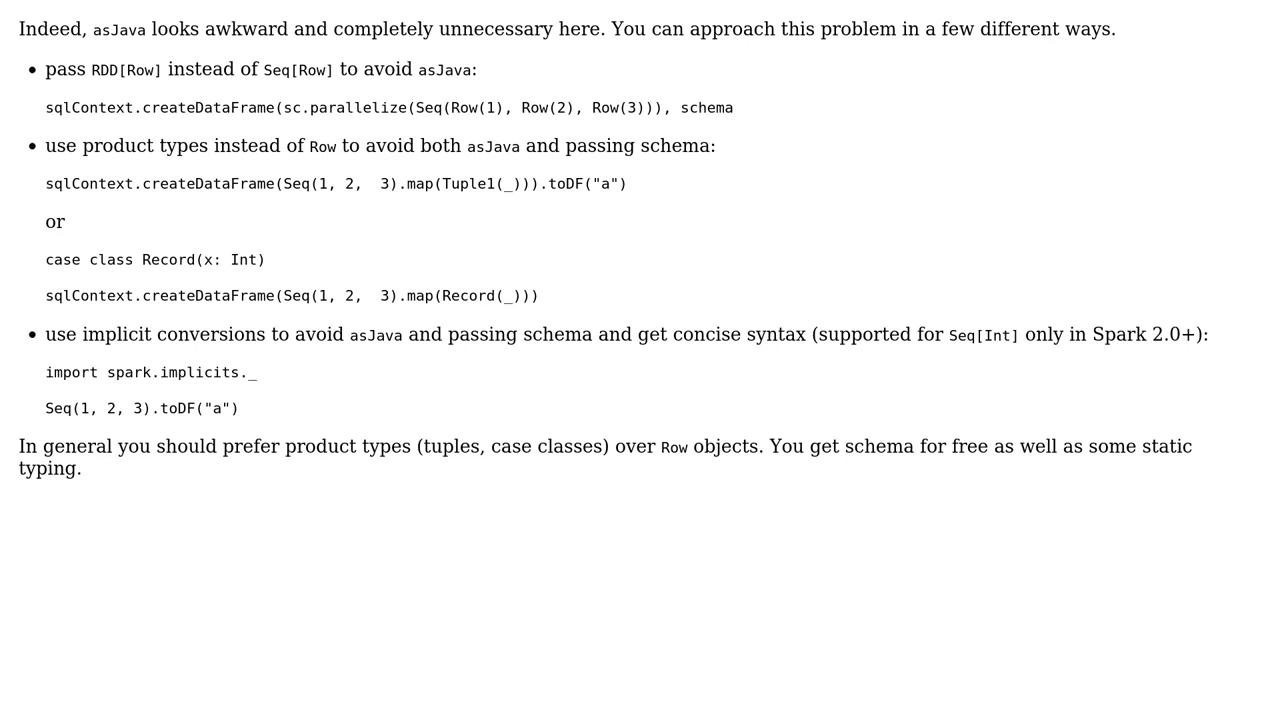 Indeed, asJava looks awkward and completely unnecessary here. You can approach this problem in a few different ways.
• pass RDD[Row] instead of Seq[Row] to avoid asJava:
sqlContext.createDataFrame(sc.parallelize(Seq(Row(1), Row(2), Row(3))), schema
• use product types instead of Row to avoid both asJava and passing schema:
sqlContext.createDataFrame(Seq(1, 2,  3).map(Tuple1(_))).toDF("a")
or
case class Record(x: Int)
sqlContext.createDataFrame(Seq(1, 2,  3).map(Record(_)))
• use implicit conversions to avoid asJava and passing schema and get concise syntax (supported for Seq[Int] only in Spark 2.0+):
import spark.implicits._
Seq(1, 2, 3).toDF("a")
In general you should prefer product types (tuples, case classes) over Row objects. You get schema for free as well as some static
typing.